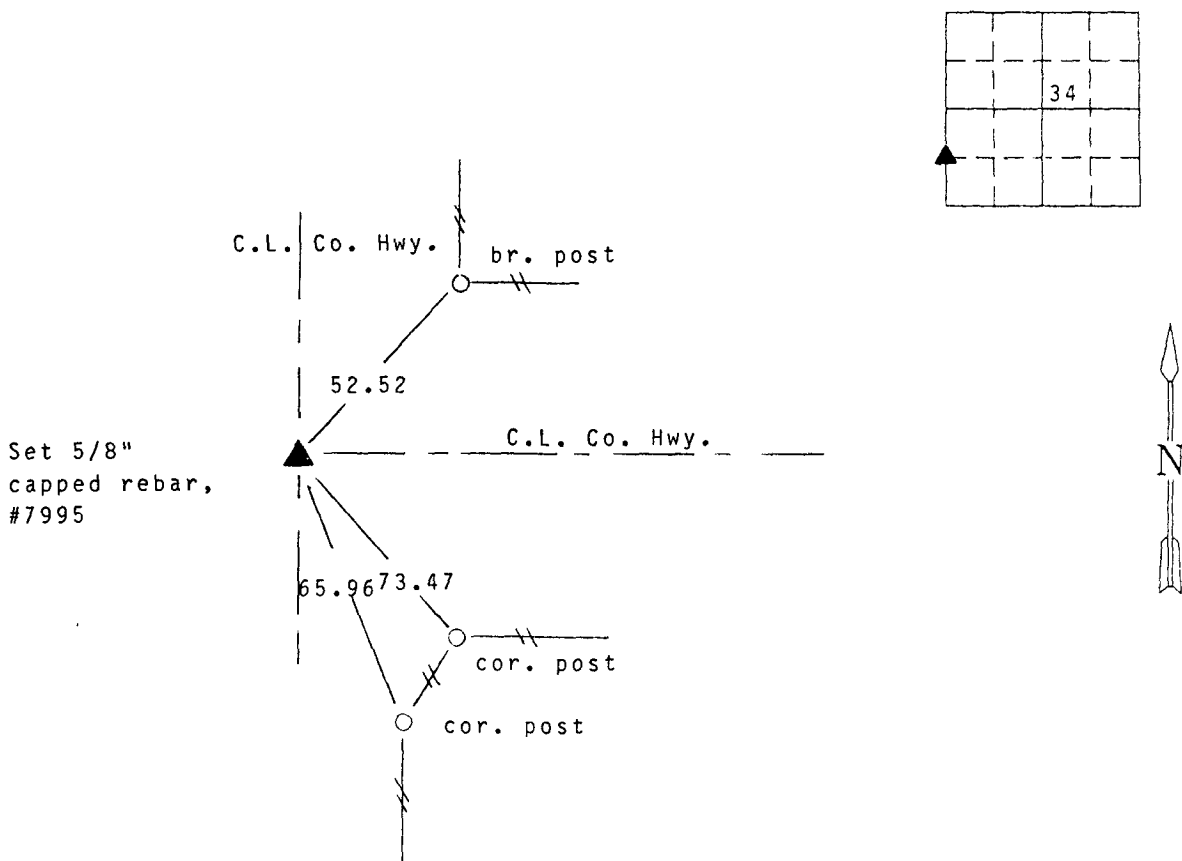 34
C.L. Co. Hwy.
br. post
52.52
C.L. Co. Hwy.
Set 5/8"
capped rebar,
#7995
N
65.96 73.47
cor. post
cor. post